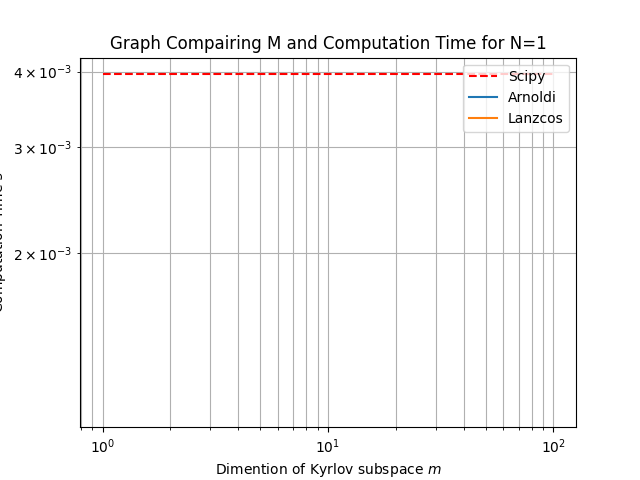 Graph Compairing M and Computation Time for N=1
4 × 10⁻³
3 × 10⁻³
2 × 10⁻³
Scipy
Arnoldi
Lanzcos
10⁰ 10¹ 10²
Dimention of Kyrlov subspace m